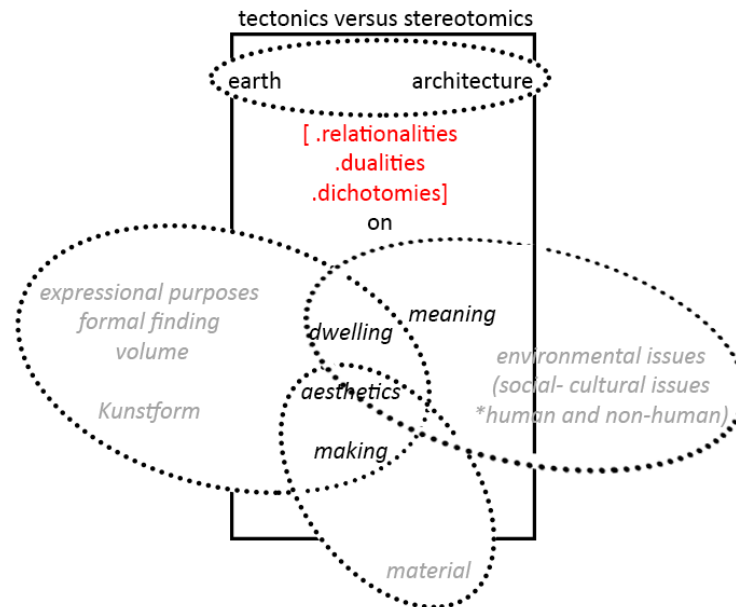 tectonics versus stereotomics
earth architecture
[ .relationalities
.dualities
.dichotomies]
on
expressional purposes
formal finding
volume
Kunstform
meaning
dwelling
environmental issues
(social- cultural issues
*human and non-human)
aesthetics
making
material